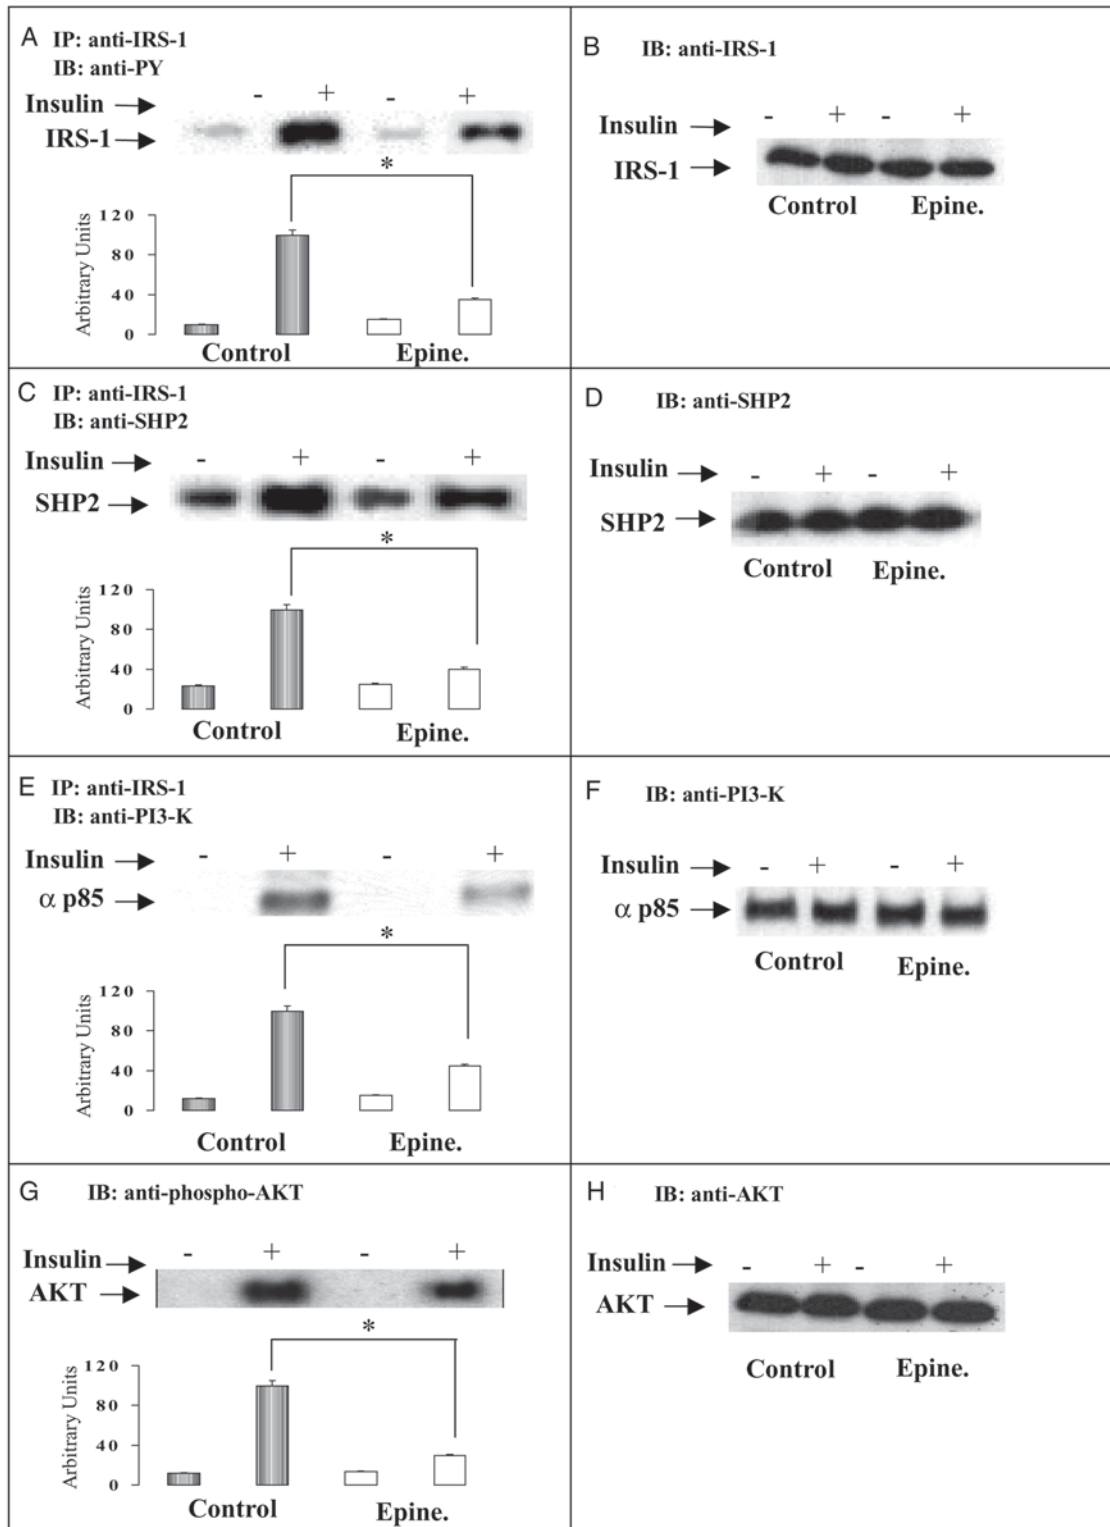 A IP: anti-IRS-1
IB: anti-PY
Insulin - + - +
IRS-1
*
Arbitrary Units
120
80
40
0
Control Epine.
B IB: anti-IRS-1
Insulin - + - +
IRS-1
Control Epine.
C IP: anti-IRS-1
IB: anti-SHP2
Insulin - + - +
SHP2
*
Arbitrary Units
120
80
40
0
Control Epine.
D IB: anti-SHP2
Insulin - + - +
SHP2
Control Epine.
E IP: anti-IRS-1
IB: anti-PI3-K
Insulin - + - +
α p85
*
Arbitrary Units
120
80
40
0
Control Epine.
F IB: anti-PI3-K
Insulin - + - +
α p85
Control Epine.
G IB: anti-phospho-AKT
Insulin - + - +
AKT
*
Arbitrary Units
120
80
40
0
Control Epine.
H IB: anti-AKT
Insulin - + - +
AKT
Control Epine.